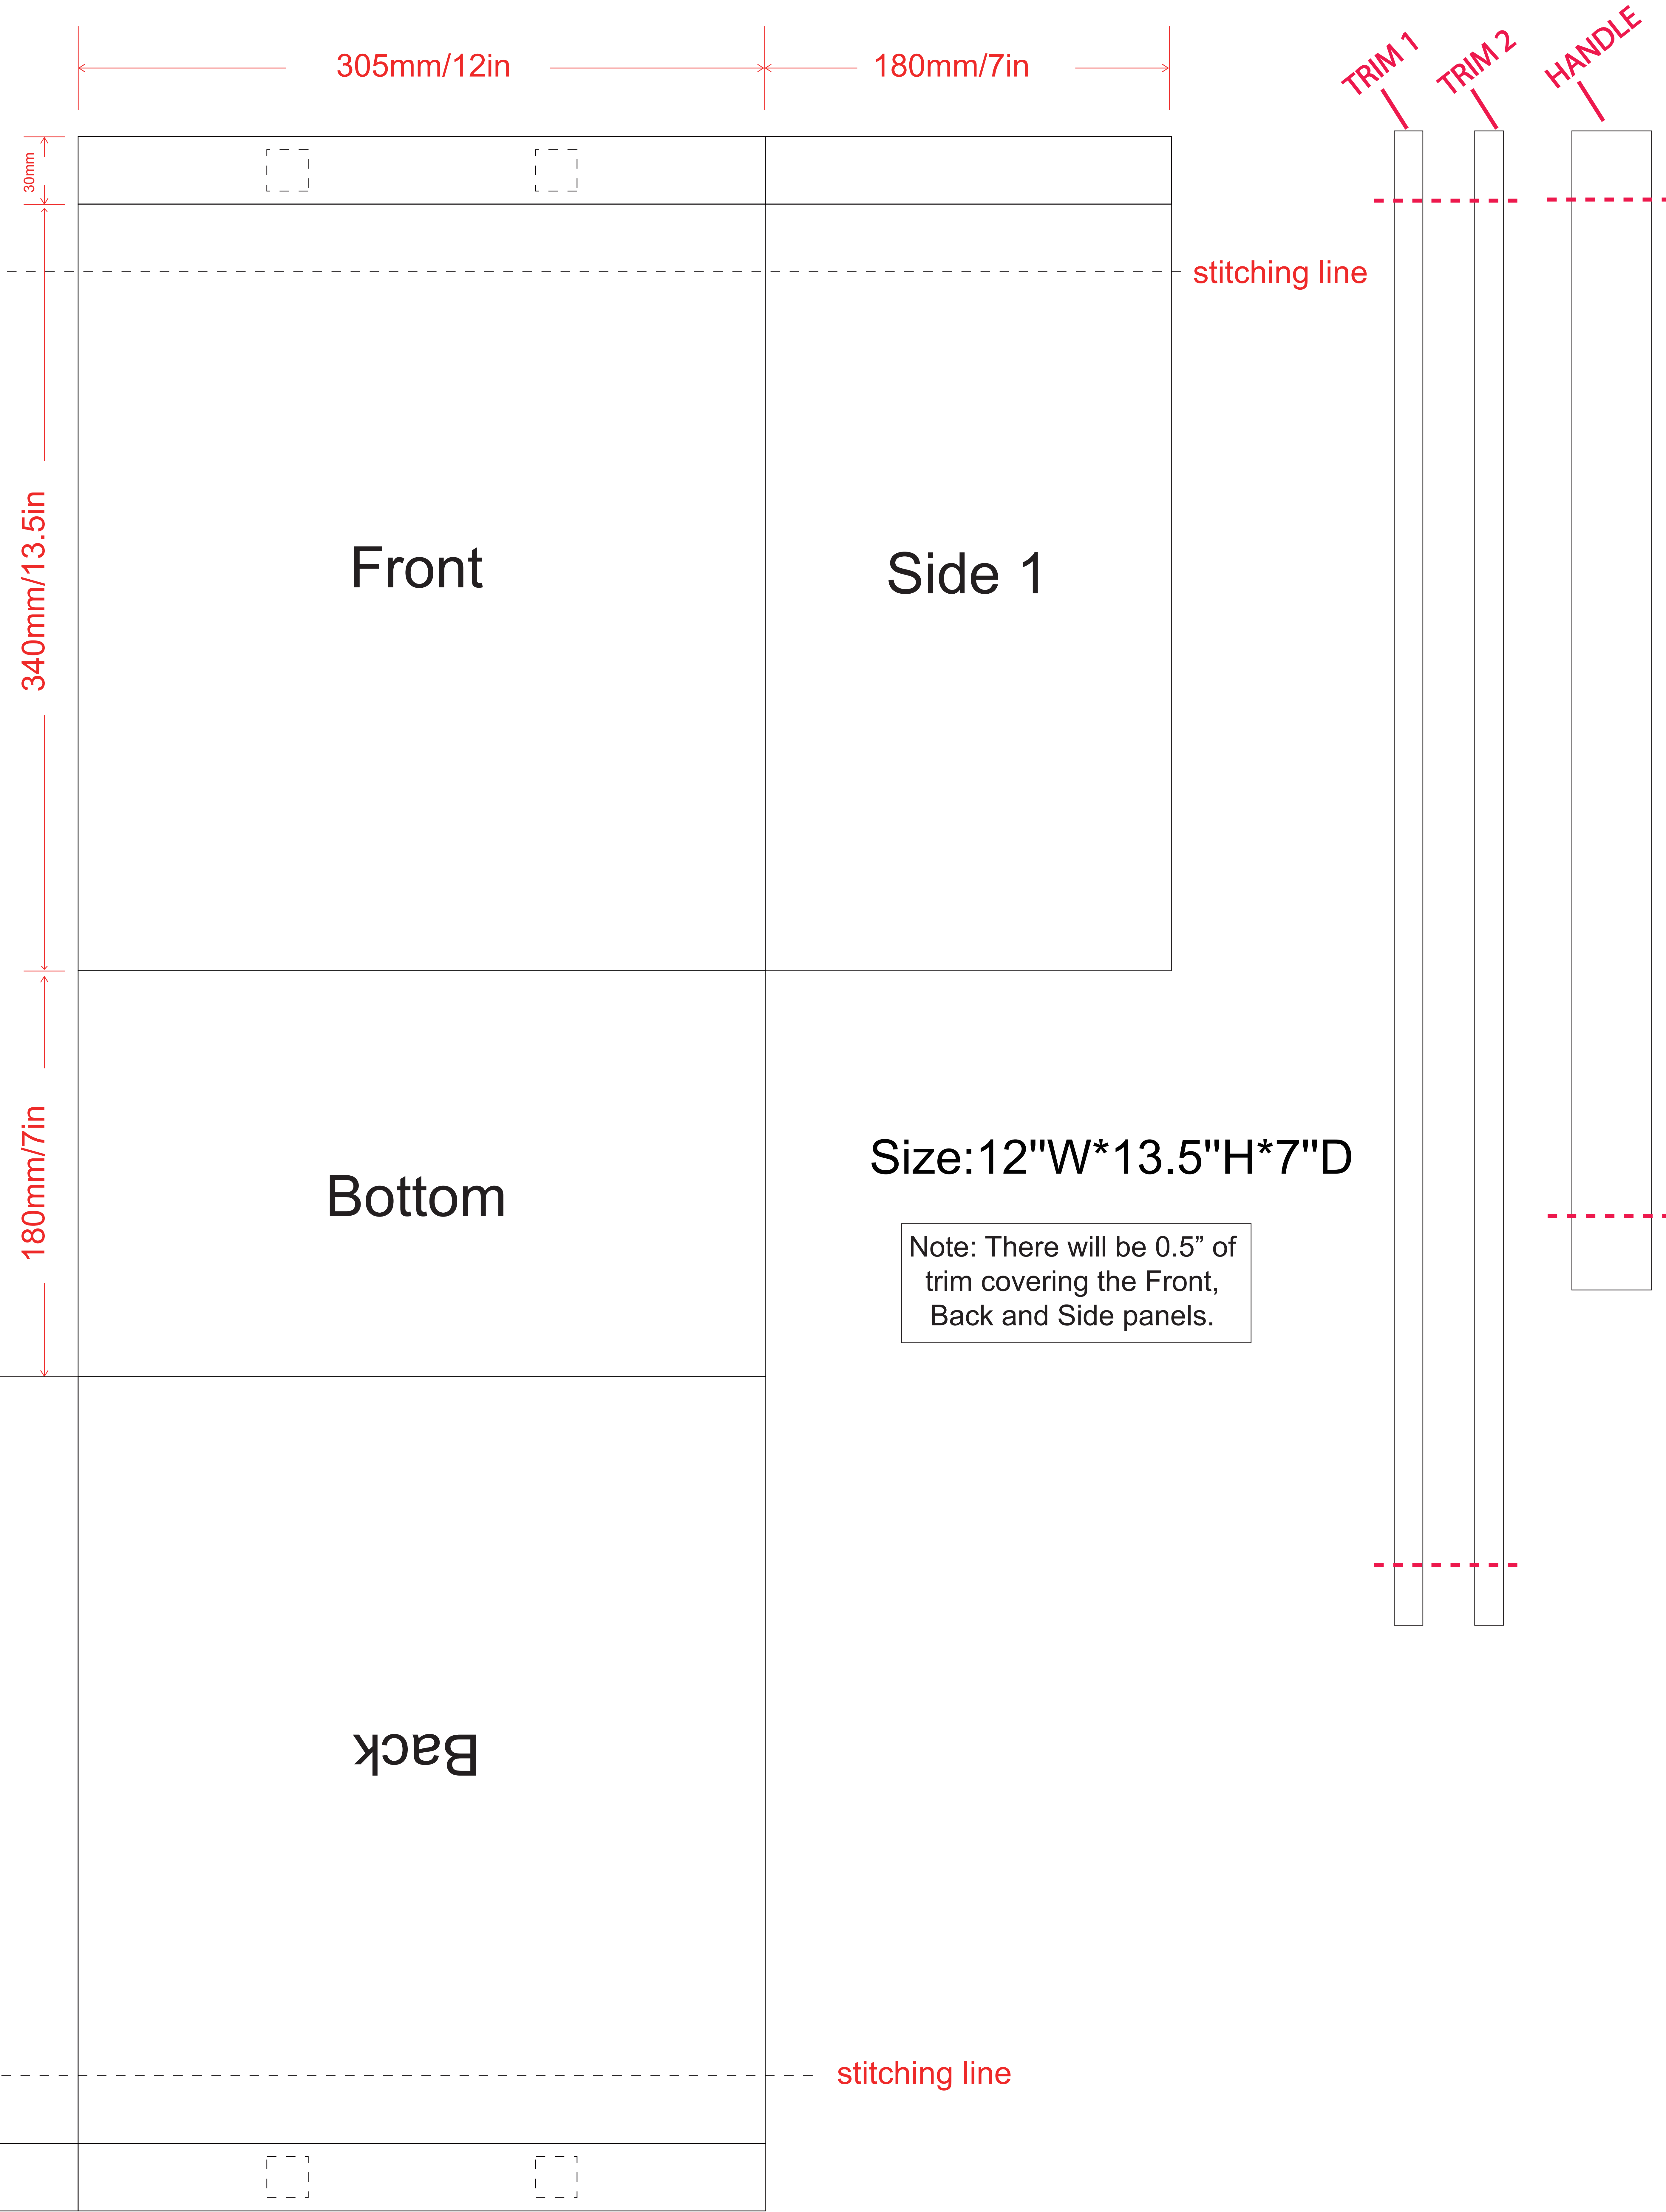 305mm/12in
180mm/7in
TRIM 1
TRIM 2
HANDLE
30mm
stitching line
340mm/13.5in
Front
Side 1
180mm/7in
Bottom
Size:12"W*13.5"H*7"D
Note: There will be 0.5” of
trim covering the Front,
Back and Side panels.
Back
stitching line